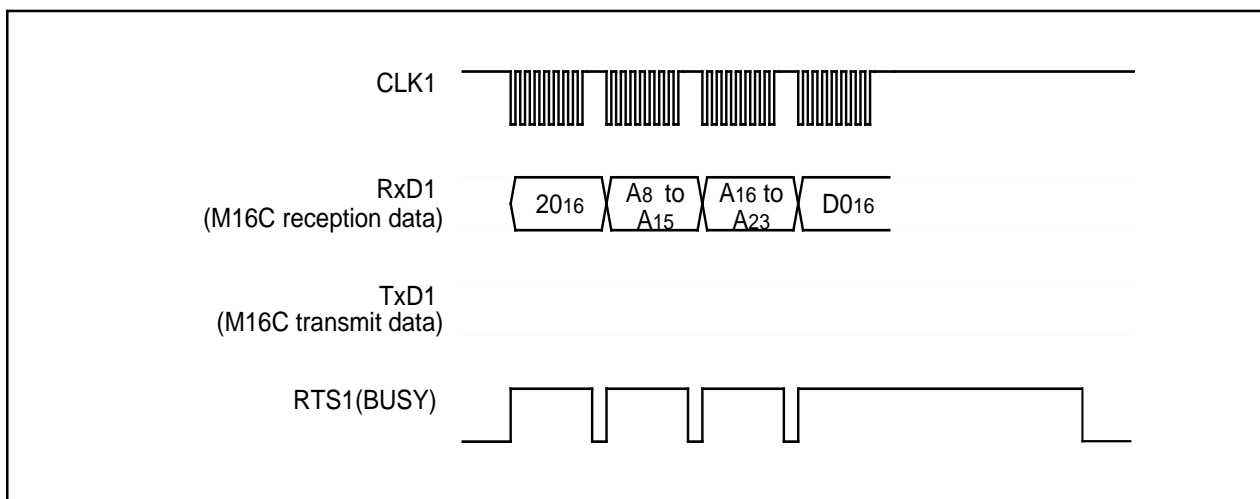 CLK1
RxD1
(M16C reception data)
2016
A8 to
A15
A16 to
A23
D016
TxD1
(M16C transmit data)
RTS1(BUSY)